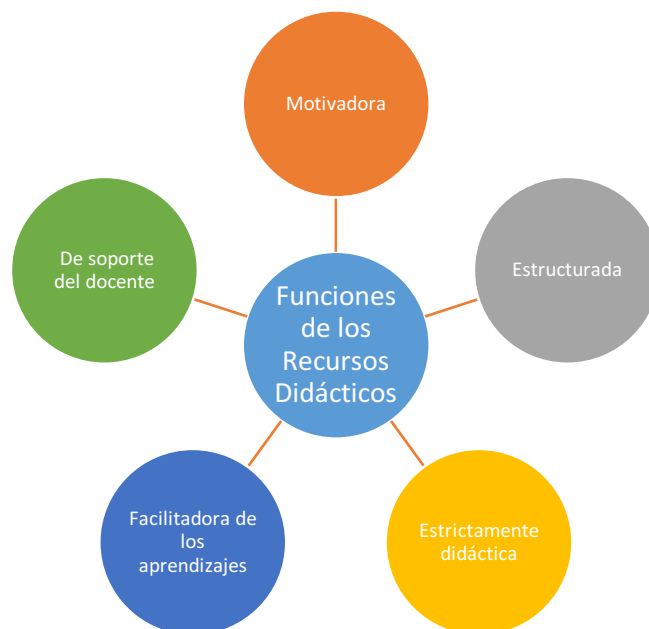 Motivadora
De soporte
del docente
Estructurada
Funciones
de los
Recursos
Didácticos
Facilitadora de
los
aprendizajes
Estrictamente
didáctica